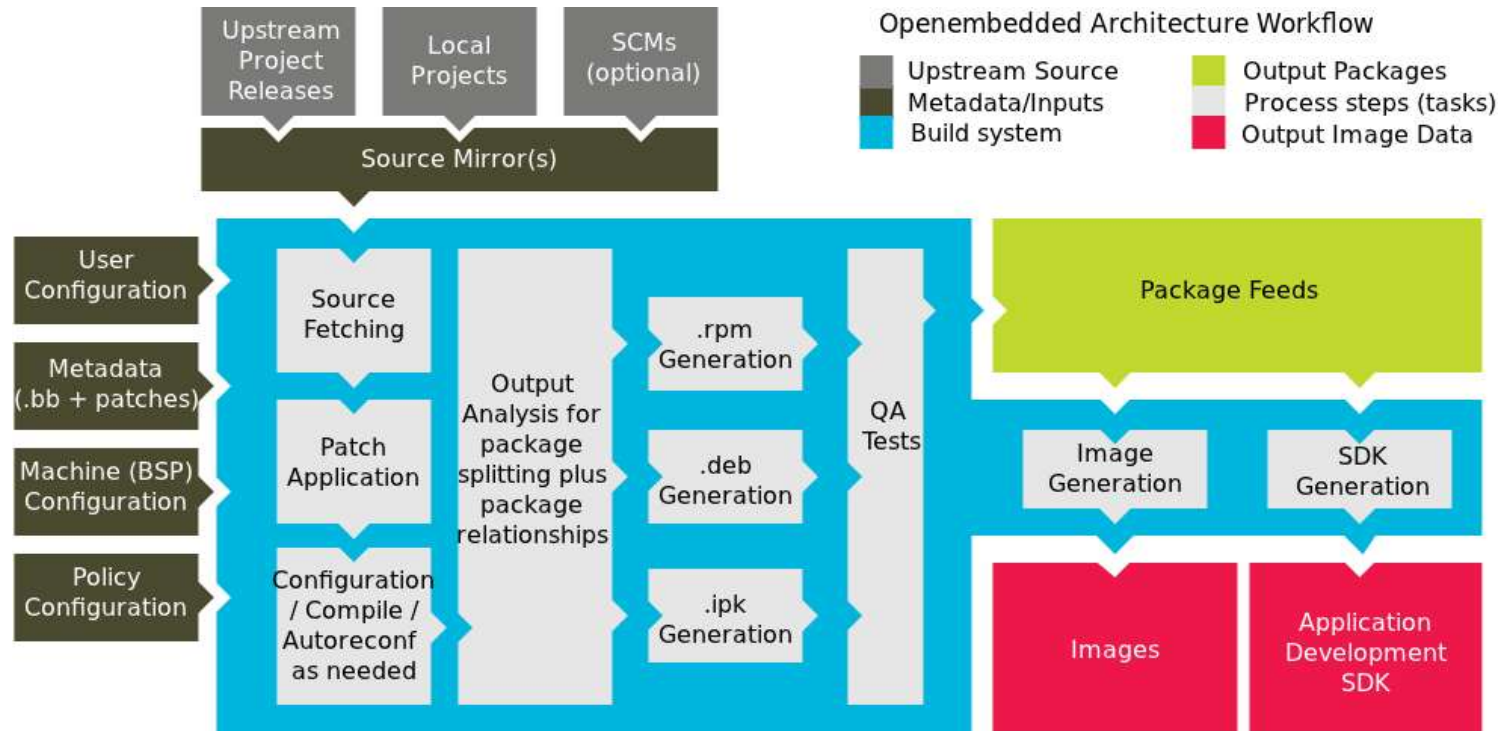 Upstream
Project
Releases
Local
Projects
SCMs
(optional)
Openembedded Architecture Workflow
Upstream Source
Metadata/Inputs
Build system
Output Packages
Process steps (tasks)
Output Image Data
Source Mirror(s)
User
Configuration
Metadata
(.bb + patches)
Machine (BSP)
Configuration
Policy
Configuration
Source
Fetching
Patch
Application
Configuration
/ Compile /
Autoreconf
as needed
Output
Analysis for
package
splitting plus
package
relationships
.rpm
Generation
.deb
Generation
.ipk
Generation
QA
Tests
Package Feeds
Image
Generation
SDK
Generation
Images
Application
Development
SDK